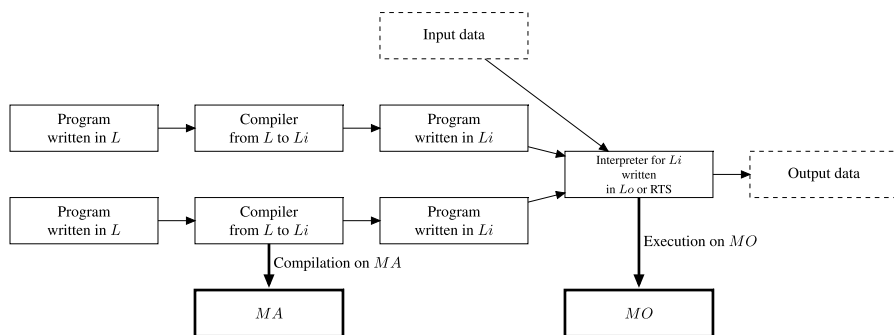 Input data
Program
written in L
Compiler
from L to Li
Program
written in Li
Interpreter for Li
written
in Lo or RTS
Output data
Program
written in L
Compiler
from L to Li
Program
written in Li
Execution on MO
Compilation on MA
MA
MO